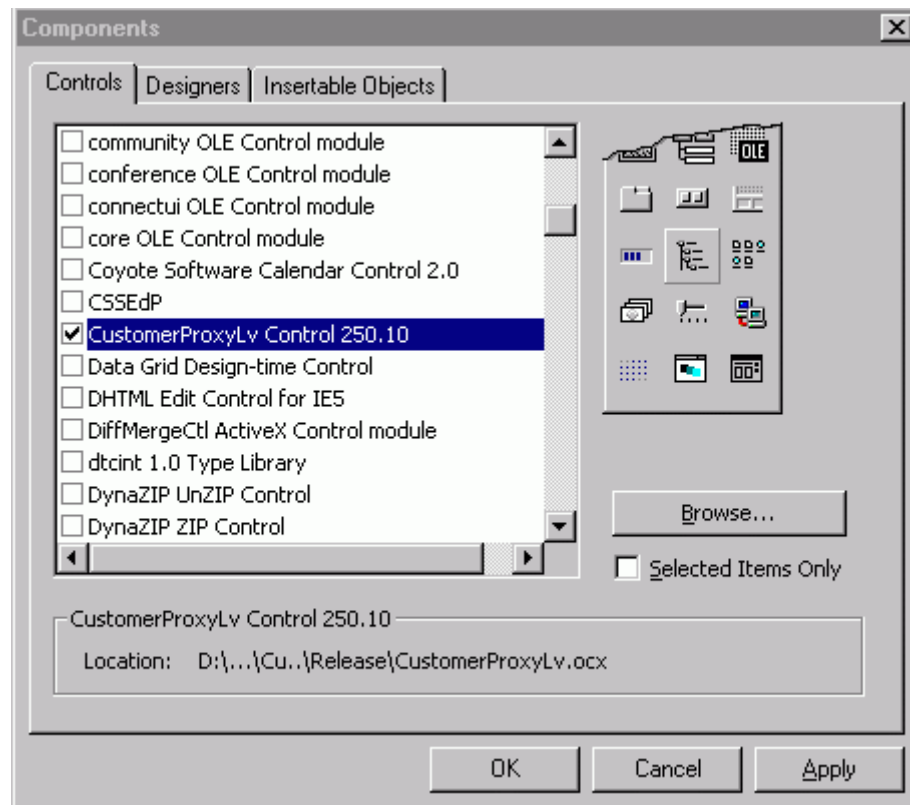 Components
Controls Designers Insertable Objects
community OLE Control module
conference OLE Control module
connectui OLE Control module
core OLE Control module
Coyote Software Calendar Control 2.0
CSSEdP
CustomerProxyLv Control 250.10
Data Grid Design-time Control
DHTML Edit Control for IE5
DiffMergeCtl ActiveX Control module
dtcint 1.0 Type Library
DynaZIP UnZIP Control
DynaZIP ZIP Control
OLE
Browse...
Selected Items Only
CustomerProxyLv Control 250.10
Location: D:\...\Cu..\Release\CustomerProxyLv.ocx
OK Cancel Apply